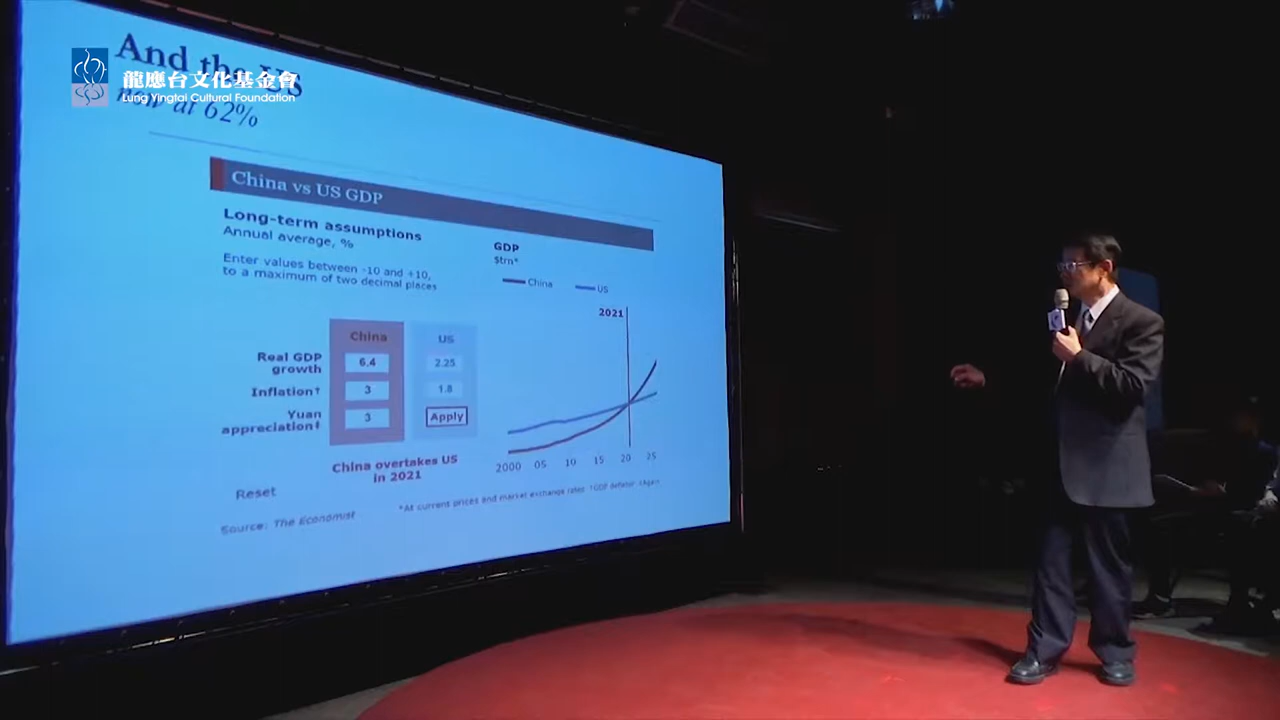 And the US
now at 62%
龍應台文化基金會
Lung Yingtai Cultural Foundation
China vs US GDP
Long-term assumptions
Annual average, %
Enter values between -10 and +10,
to a maximum of two decimal places
China US
Real GDP growth 6.4 2.25
Inflation† 3 1.8
Yuan appreciation‡ 3 Apply
China overtakes US
in 2021
Reset
GDP
$trn*
China US
2021
2000 05 10 15 20 25
*At current prices and market exchange rates †GDP deflator
Source: The Economist